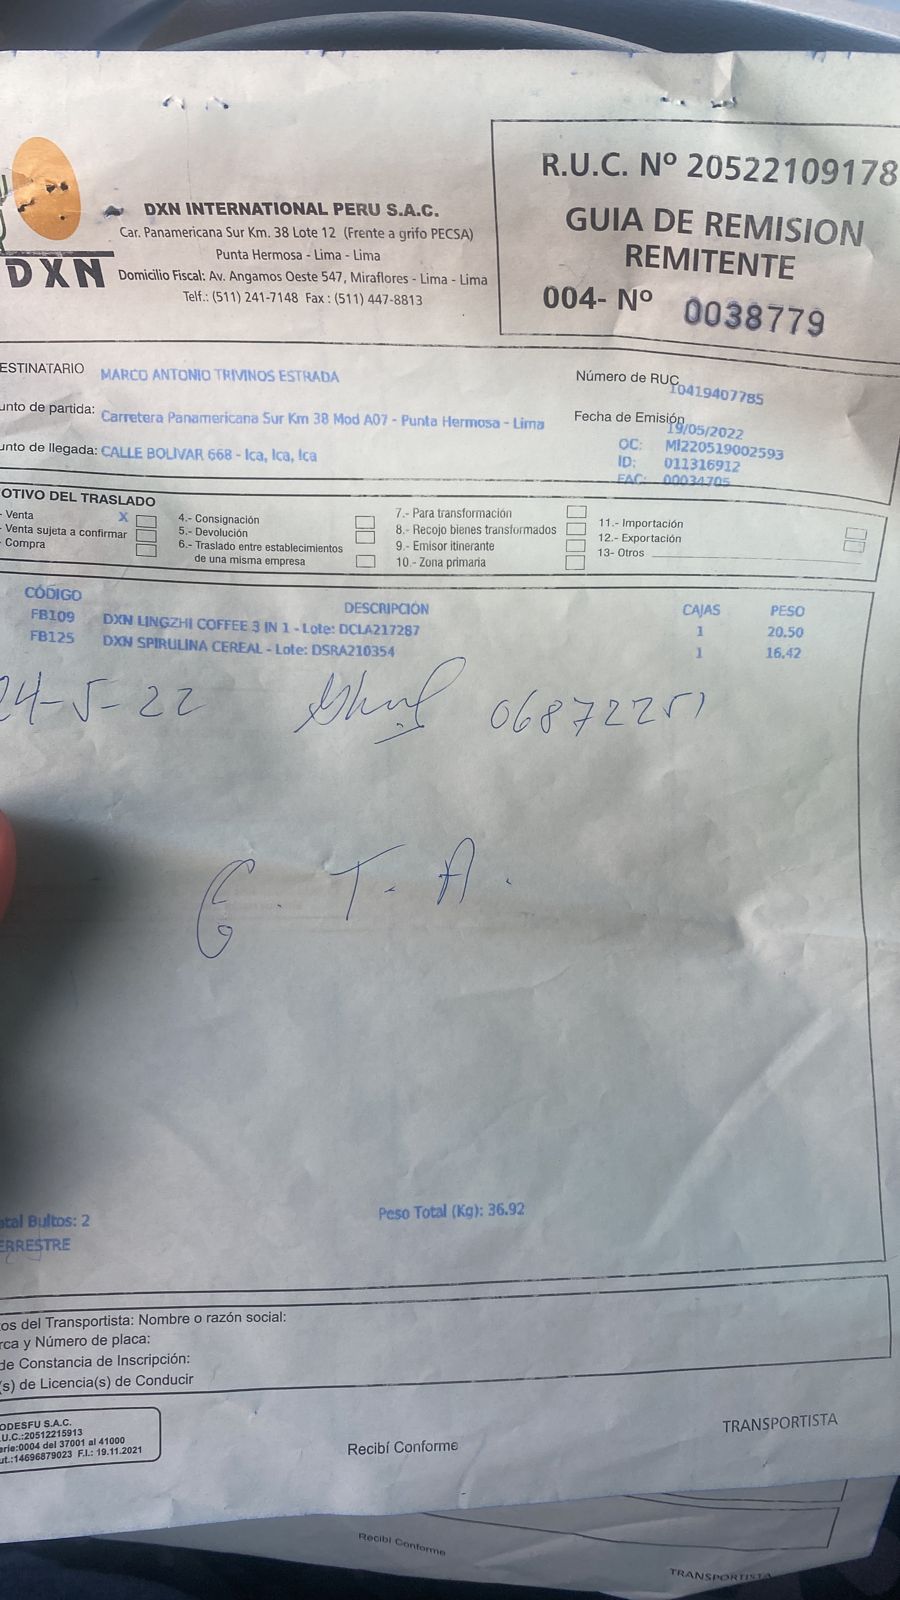 R.U.C. Nº 20522109178
GUIA DE REMISION
REMITENTE
004- Nº 0038779
DXN
DXN INTERNATIONAL PERU S.A.C.
Car. Panamericana Sur Km. 38 Lote 12 (Frente a grifo PECSA)
Punta Hermosa - Lima - Lima
Domicilio Fiscal: Av. Angamos Oeste 547, Miraflores - Lima - Lima
Telf.: (511) 241-7148 Fax : (511) 447-8813
ESTINATARIO MARCO ANTONIO TRIVINOS ESTRADA
unto de partida: Carretera Panamericana Sur Km 38 Mod A07 - Punta Hermosa - Lima
unto de llegada: CALLE BOLIVAR 668 - Ica, Ica, Ica
Número de RUC 10419407785
Fecha de Emisión 19/05/2022
OC: MI220519002593
ID: 011316912
FAC: 00034705
OTIVO DEL TRASLADO
- Venta X
- Venta sujeta a confirmar
- Compra
4.- Consignación
5.- Devolución
6.- Traslado entre establecimientos
de una misma empresa
7.- Para transformación
8.- Recojo bienes transformados
9.- Emisor itinerante
10.- Zona primaria
11.- Importación
12.- Exportación
13- Otros
CÓDIGO DESCRIPCIÓN CAJAS PESO
FB109 DXN LINGZHI COFFEE 3 IN 1 - Lote: DCLA217287 1 20.50
FB125 DXN SPIRULINA CEREAL - Lote: DSRA210354 1 16.42
24-5-22 06872251
G. T. A.
tal Bultos: 2 Peso Total (Kg): 36.92
ERRESTRE
os del Transportista: Nombre o razón social:
rca y Número de placa:
de Constancia de Inscripción:
(s) de Licencia(s) de Conducir
ODESFU S.A.C.
.U.C.:20512215913
erie:0004 del 37001 al 41000
ut.:14696879023 F.I.: 19.11.2021
Recibí Conforme
TRANSPORTISTA
Recibí Conforme
TRANSPORTISTA